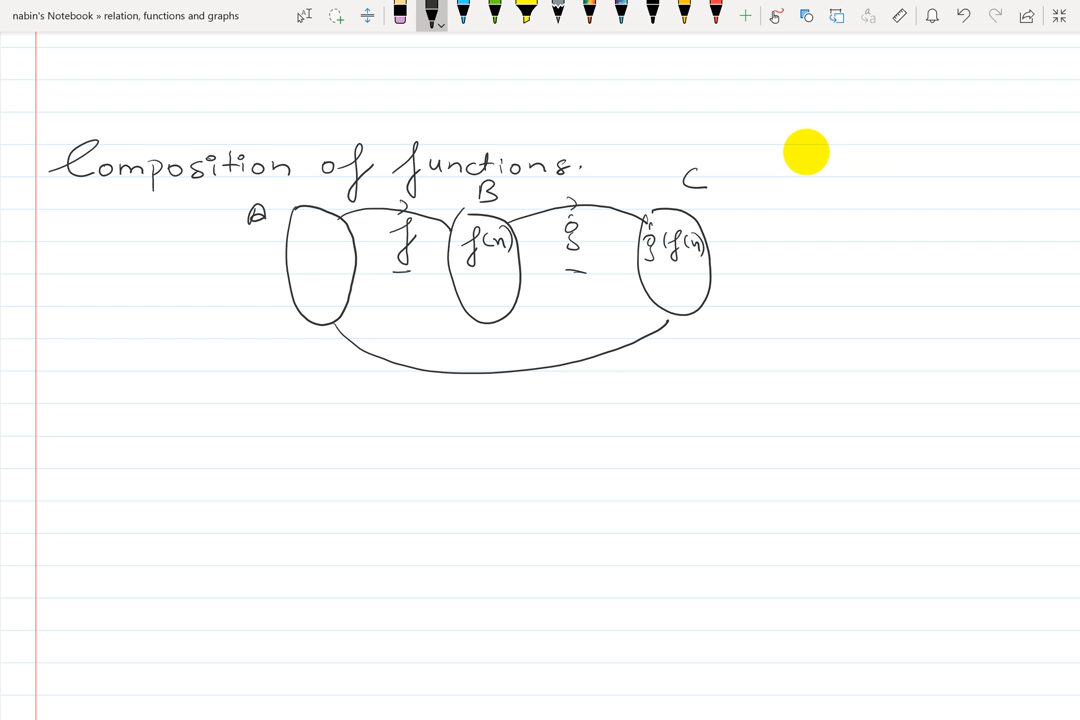 nabin's Notebook » relation, functions and graphs
Composition of functions.
A B C
f f(x) g g(f(x))